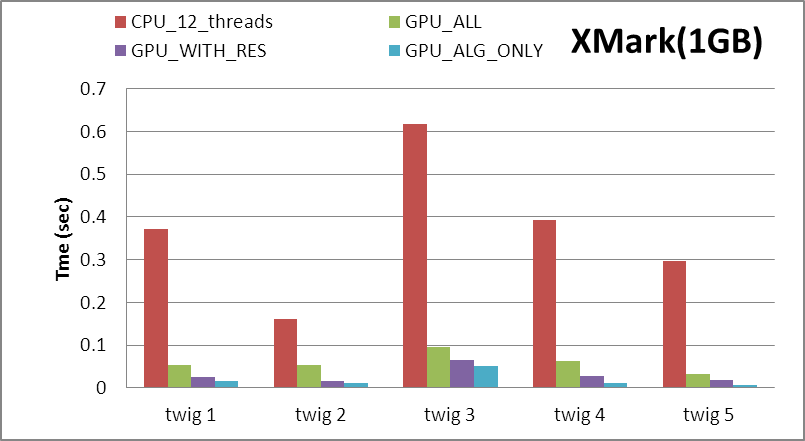 CPU_12_threads
GPU_ALL
GPU_WITH_RES
GPU_ALG_ONLY
XMark(1GB)
Tme (sec)
0.7
0.6
0.5
0.4
0.3
0.2
0.1
0
twig 1
twig 2
twig 3
twig 4
twig 5